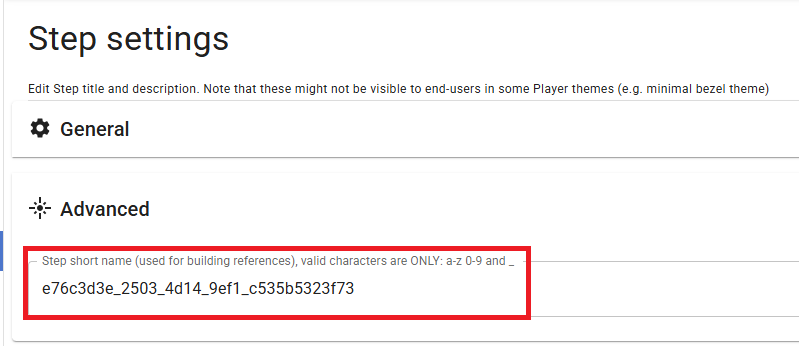 Step settings
Edit Step title and description. Note that these might not be visible to end-users in some Player themes (e.g. minimal bezel theme)
General
Advanced
Step short name (used for building references), valid characters are ONLY: a-z 0-9 and _
e76c3d3e_2503_4d14_9ef1_c535b5323f73